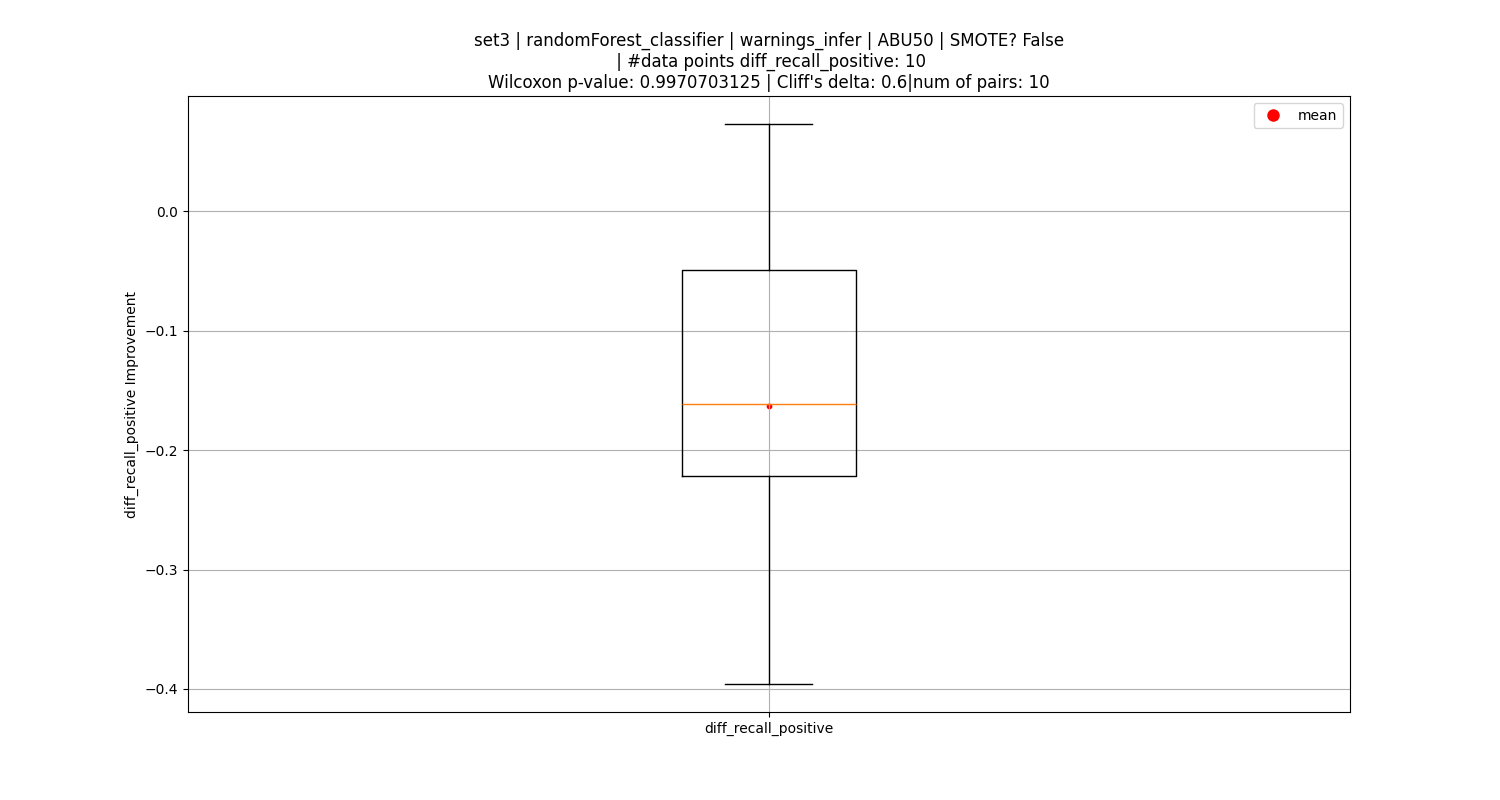 set3 | randomForest_classifier | warnings_infer | ABU50 | SMOTE? False
| #data points diff_recall_positive: 10
Wilcoxon p-value: 0.9970703125 | Cliff's delta: 0.6|num of pairs: 10
mean
0.0
−0.1
−0.2
−0.3
−0.4
diff_recall_positive Improvement
diff_recall_positive